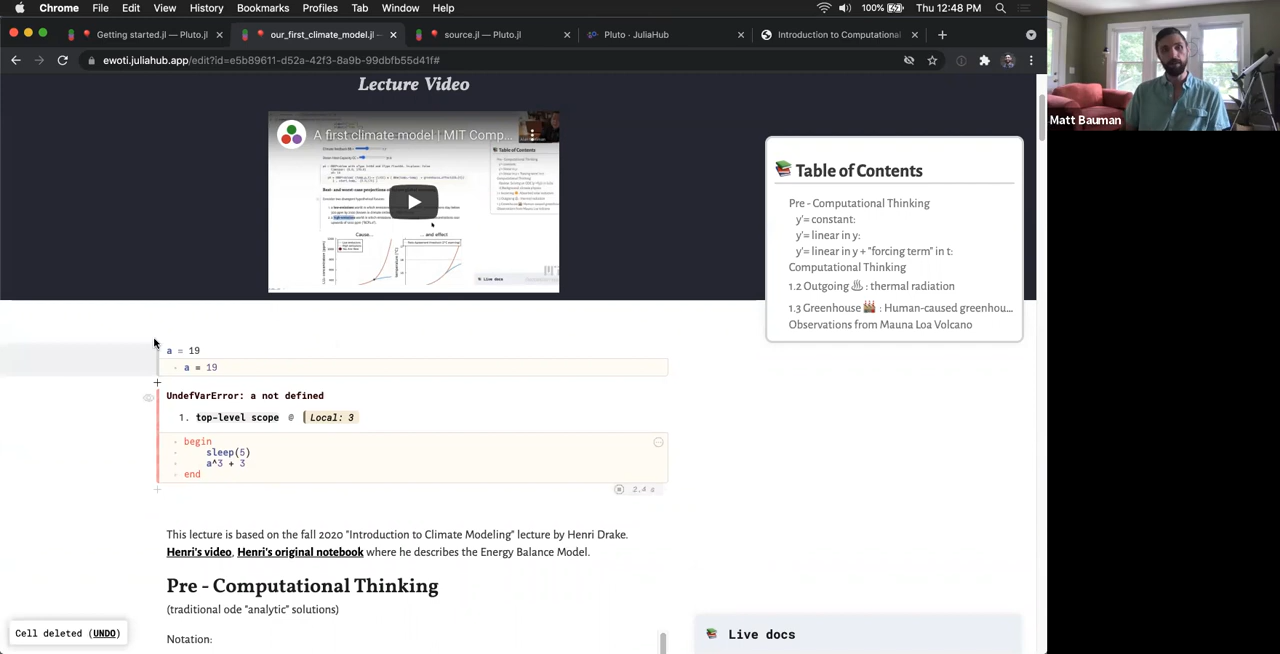 Chrome File Edit View History Bookmarks Profiles Tab Window Help 100% Thu 12:48 PM
Getting started.jl — Pluto.jl
our_first_climate_model.jl —
source.jl — Pluto.jl
Pluto · JuliaHub
Introduction to Computational
ewoti.juliahub.app/edit?id=e5b89611-d52a-42f3-8a9b-99dbfb55d41f#
Lecture Video
A first climate model | MIT Comp...
Matt Bauman
Table of Contents
Pre - Computational Thinking
y'= constant:
y'= linear in y:
y'= linear in y + "forcing term" in t:
Computational Thinking
1.2 Outgoing ♨ : thermal radiation
1.3 Greenhouse 🏭 : Human-caused greenhou...
Observations from Mauna Loa Volcano
a = 19
a = 19
UndefVarError: a not defined
1. top-level scope @ Local: 3
begin
sleep(5)
a^3 + 3
end
2.4 s
This lecture is based on the fall 2020 "Introduction to Climate Modeling" lecture by Henri Drake.
Henri's video, Henri's original notebook where he describes the Energy Balance Model.
Pre - Computational Thinking
(traditional ode "analytic" solutions)
Notation:
Cell deleted (UNDO)
Live docs